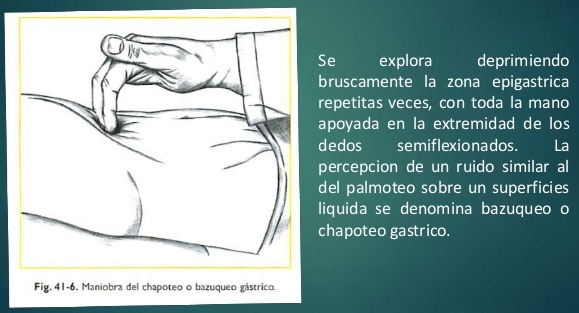 Se explora deprimiendo
bruscamente la zona epigastrica
repetitas veces, con toda la mano
apoyada en la extremidad de los
dedos semiflexionados. La
percepcion de un ruido similar al
del palmoteo sobre un superficies
liquida se denomina bazuqueo o
chapoteo gastrico.
Fig. 41-6. Maniobra del chapoteo o bazuqueo gástrico.